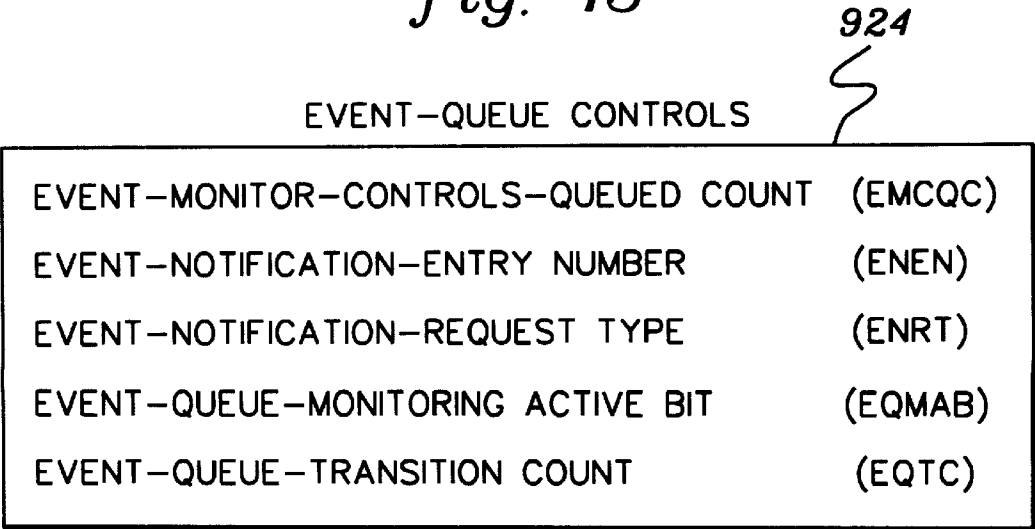 Fig.
924
EVENT-QUEUE CONTROLS
EVENT-MONITOR-CONTROLS-QUEUED COUNT (EMCQC)
EVENT-NOTIFICATION-ENTRY NUMBER (ENEN)
EVENT-NOTIFICATION-REQUEST TYPE (ENRT)
EVENT-QUEUE-MONITORING ACTIVE BIT (EQMAB)
EVENT-QUEUE-TRANSITION COUNT (EQTC)